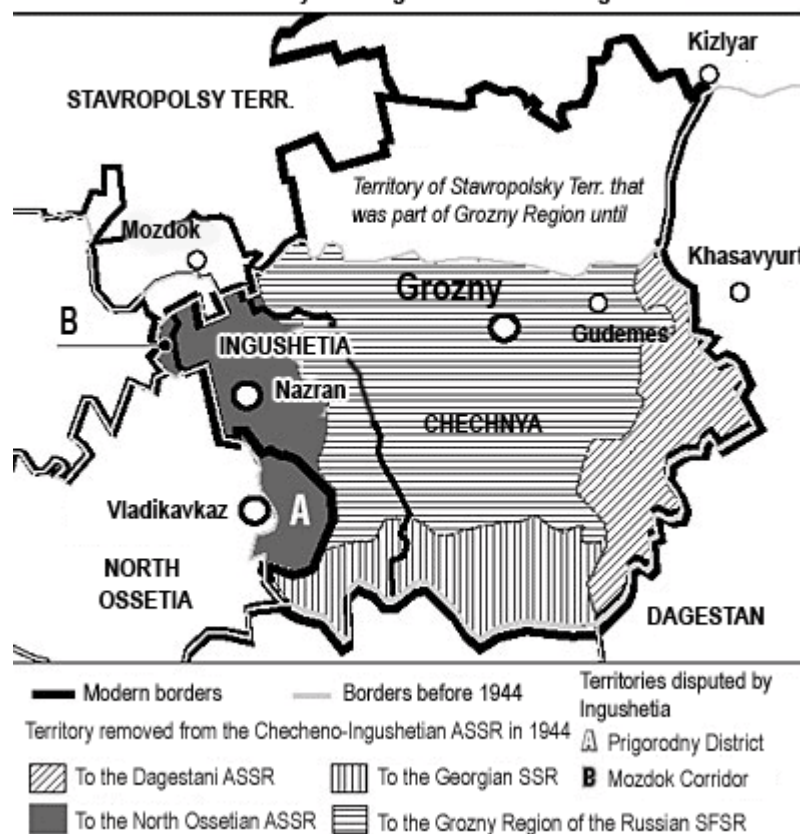 Kizlyar
STAVROPOLSY TERR.
Territory of Stavropolsky Terr. that
was part of Grozny Region until
Mozdok
Khasavyurt
Grozny
B
Gudemes
INGUSHETIA
Nazran
CHECHNYA
Vladikavkaz
A
NORTH
OSSETIA
DAGESTAN
Modern borders
Borders before 1944
Territories disputed by
Ingushetia
Territory removed from the Checheno-Ingushetian ASSR in 1944
A Prigorodny District
To the Dagestani ASSR
To the Georgian SSR
B Mozdok Corridor
To the North Ossetian ASSR
To the Grozny Region of the Russian SFSR